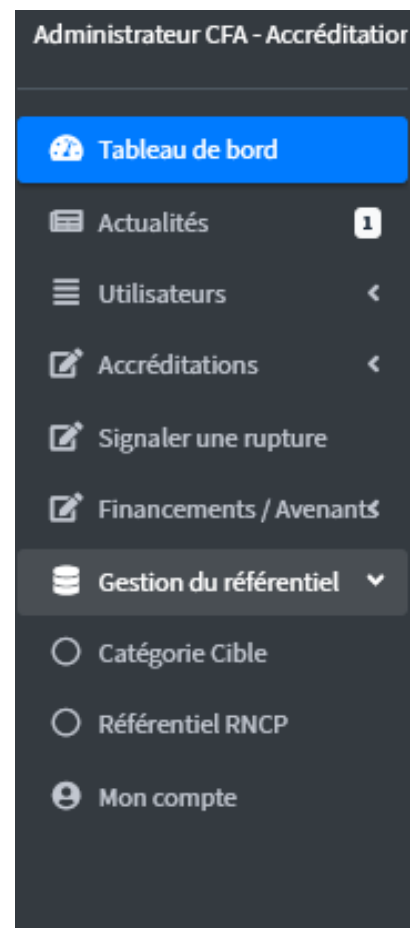 Administrateur CFA - Accréditation
Tableau de bord
Actualités 1
Utilisateurs
Accréditations
Signaler une rupture
Financements / Avenants
Gestion du référentiel
Catégorie Cible
Référentiel RNCP
Mon compte